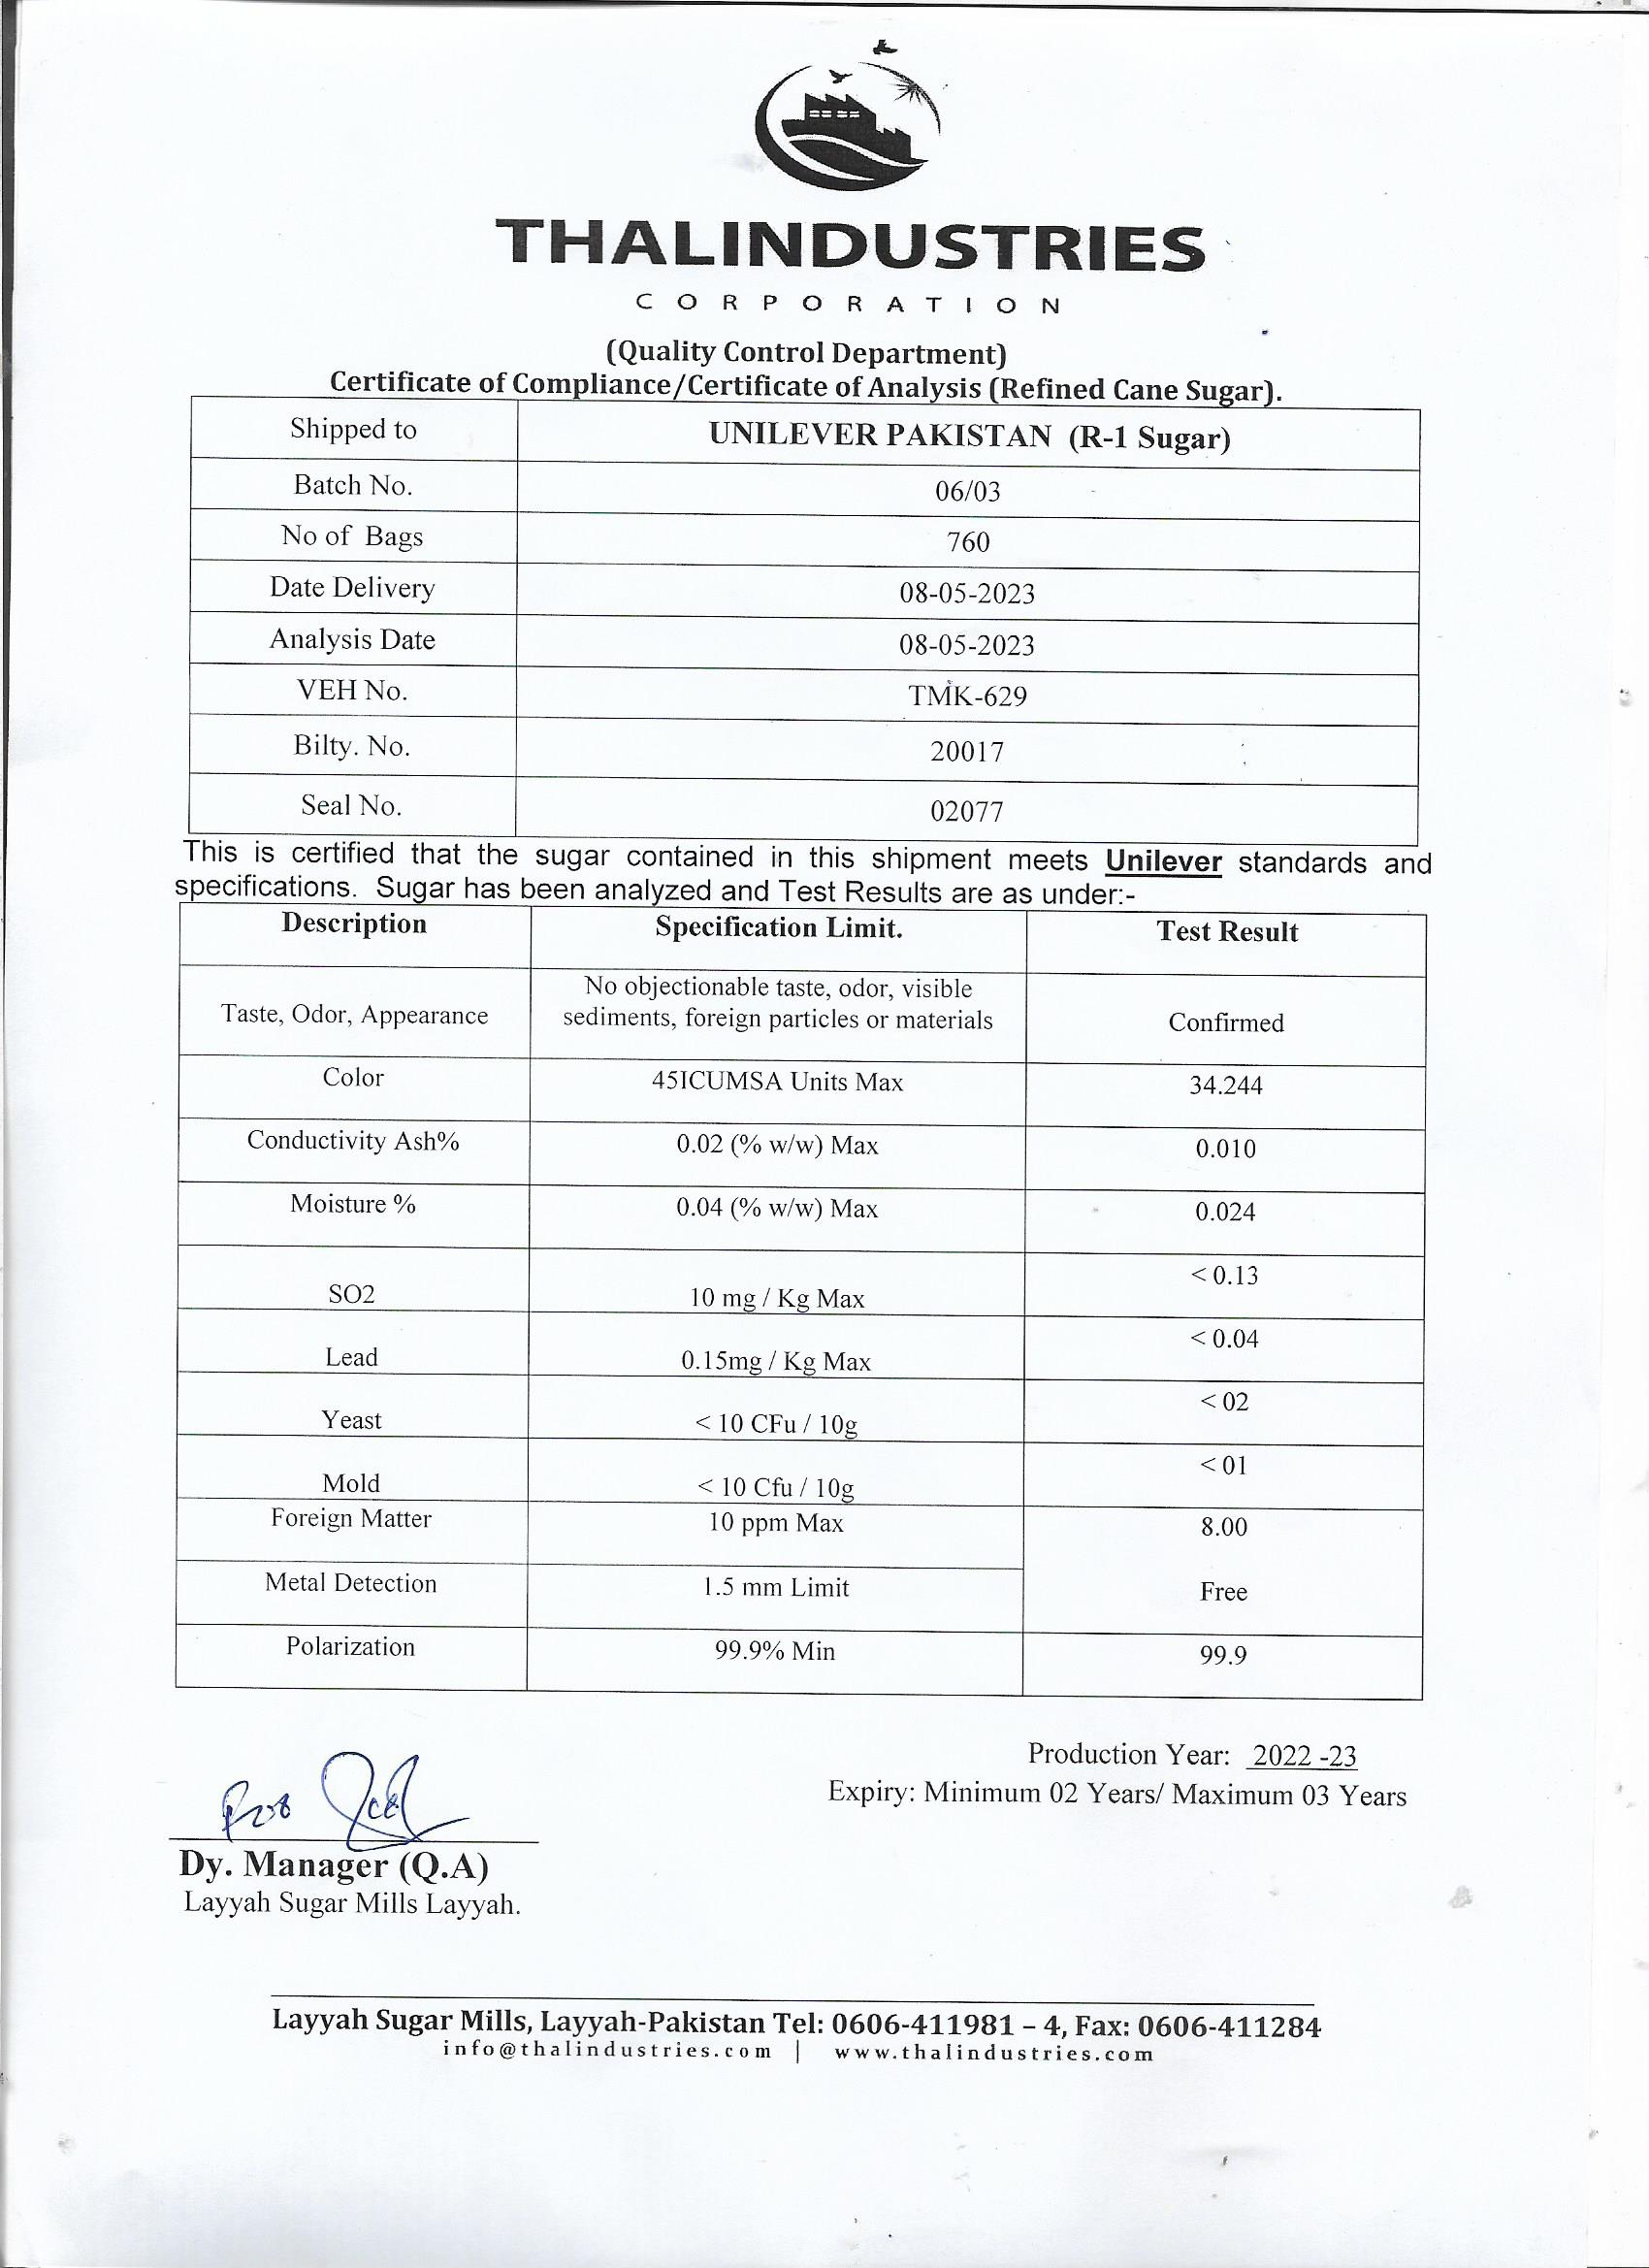 THALINDUSTRIES
CORPORATION
(Quality Control Department)
Certificate of Compliance/Certificate of Analysis (Refined Cane Sugar).
Shipped to UNILEVER PAKISTAN (R-1 Sugar)
Batch No. 06/03
No of Bags 760
Date Delivery 08-05-2023
Analysis Date 08-05-2023
VEH No. TMK-629
Bilty. No. 20017
Seal No. 02077
This is certified that the sugar contained in this shipment meets Unilever standards and
specifications. Sugar has been analyzed and Test Results are as under:-
Description Specification Limit. Test Result
Taste, Odor, Appearance No objectionable taste, odor, visible
sediments, foreign particles or materials Confirmed
Color 45ICUMSA Units Max 34.244
Conductivity Ash% 0.02 (% w/w) Max 0.010
Moisture % 0.04 (% w/w) Max 0.024
SO2 10 mg / Kg Max < 0.13
Lead 0.15mg / Kg Max < 0.04
Yeast < 10 CFu / 10g < 02
Mold < 10 Cfu / 10g < 01
Foreign Matter 10 ppm Max 8.00
Metal Detection 1.5 mm Limit Free
Polarization 99.9% Min 99.9
Production Year: 2022 -23
Expiry: Minimum 02 Years/ Maximum 03 Years
Dy. Manager (Q.A)
Layyah Sugar Mills Layyah.
Layyah Sugar Mills, Layyah-Pakistan Tel: 0606-411981 – 4, Fax: 0606-411284
info@thalindustries.com | www.thalindustries.com